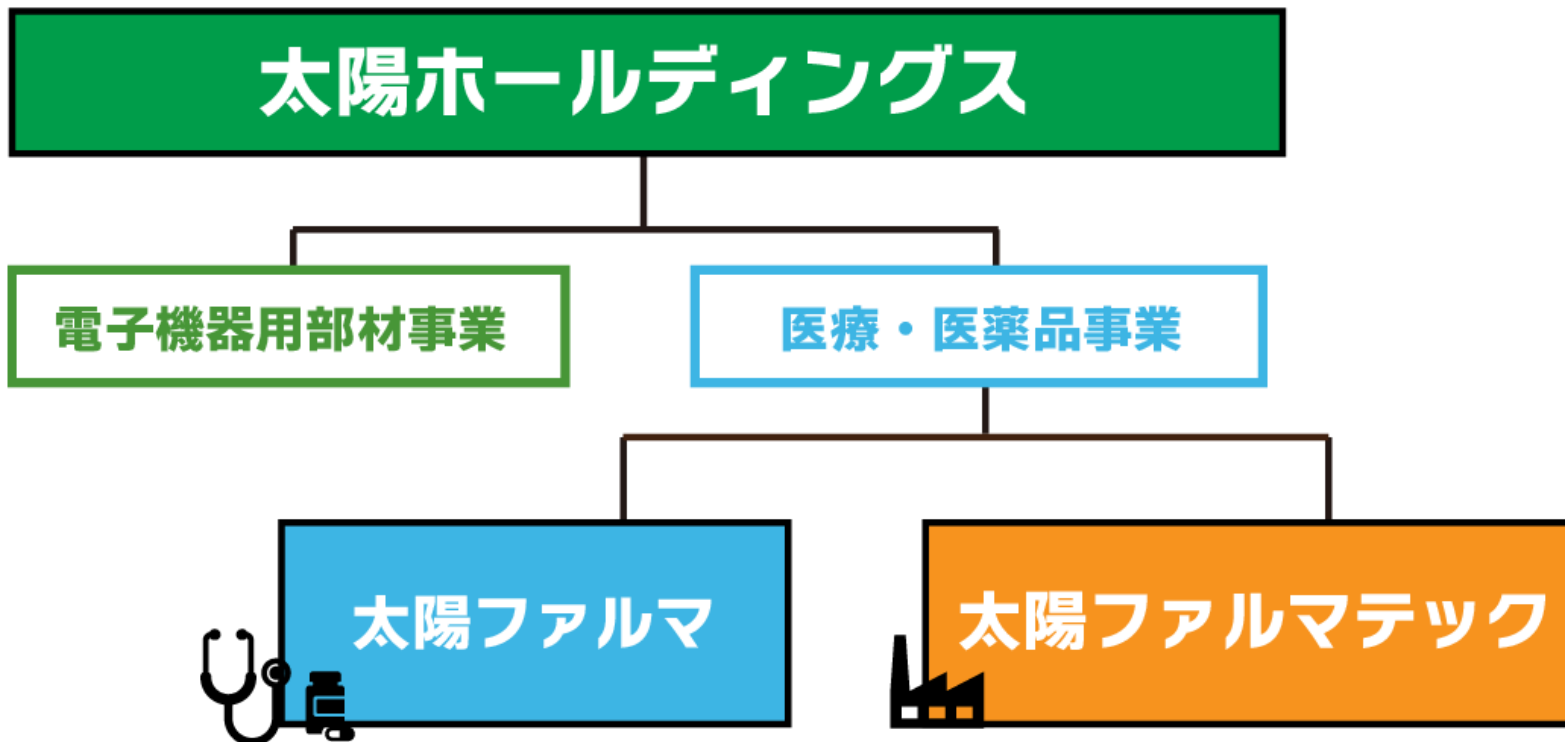 太陽ホールディングス
電子機器用部材事業
医療・医薬品事業
太陽ファルマ
太陽ファルマテック